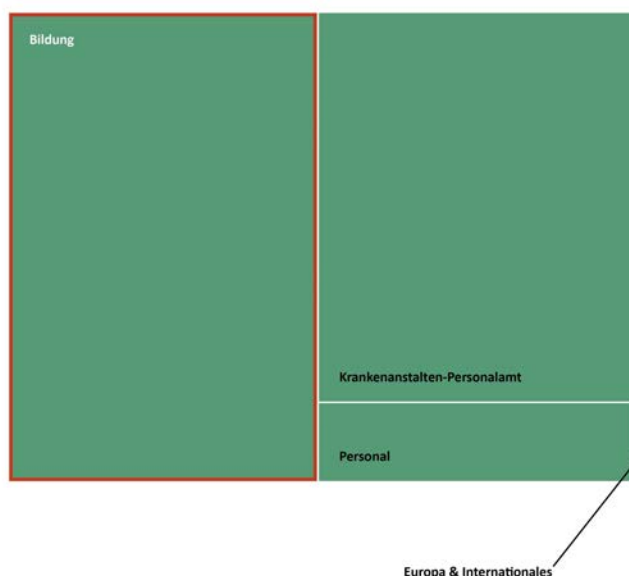 Bildung
Krankenanstalten-Personalamt
Personal
Europa & Internationales